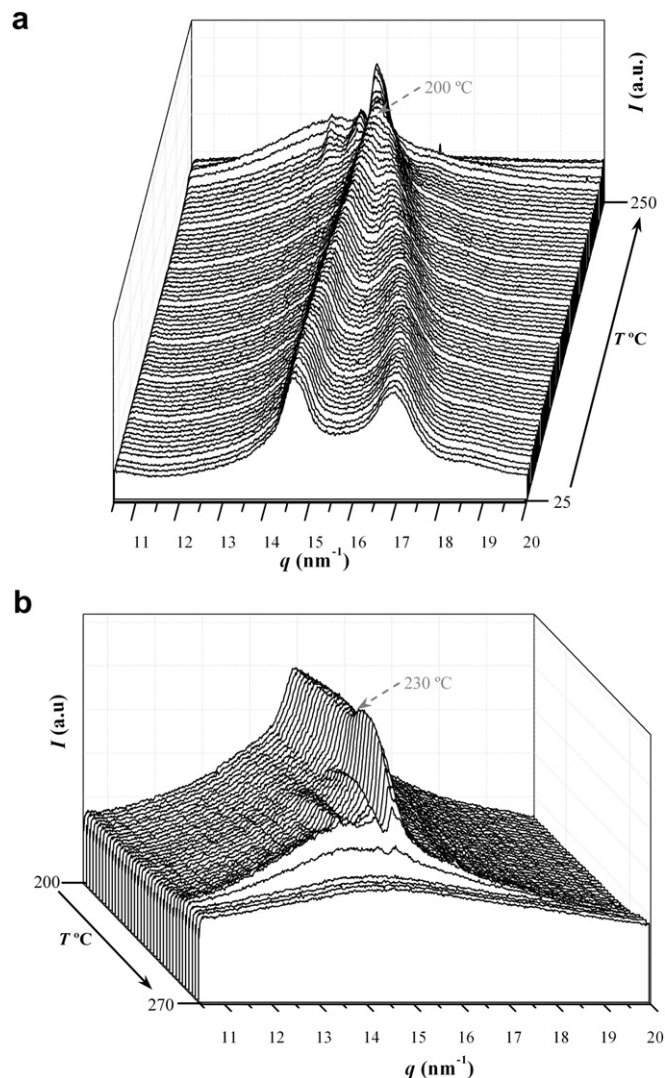 a
I (a.u.)
200 ºC
250
T ºC
25
11 12 13 14 15 16 17 18 19 20
q (nm-1)
b
I (a.u)
230 ºC
200
T ºC
270
11 12 13 14 15 16 17 18 19 20
q (nm-1)